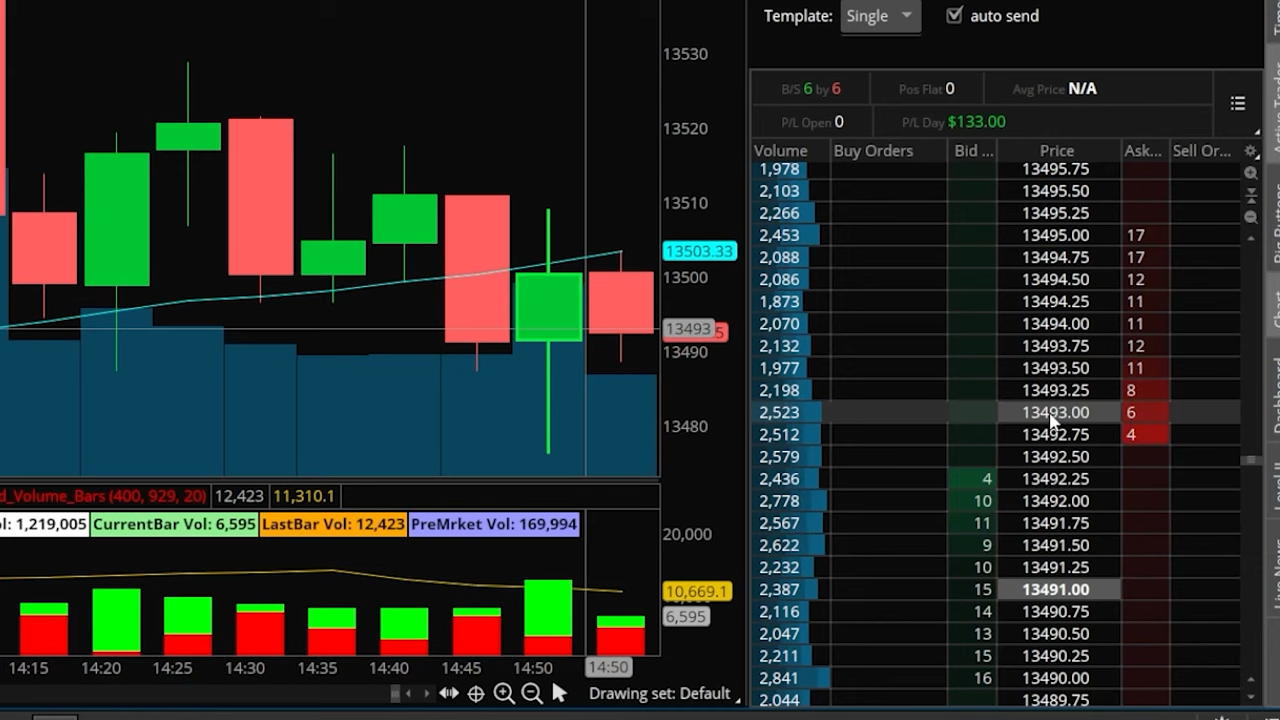 Template: Single auto send
B/S 6 by 6 Pos Flat 0 Avg Price N/A
P/L Open 0 P/L Day $133.00
Volume Buy Orders Bid ... Price Ask... Sell Or...
1,978 13495.75
2,103 13495.50
2,266 13495.25
2,453 13495.00 17
2,088 13494.75 17
2,086 13494.50 12
1,873 13494.25 11
2,070 13494.00 11
2,132 13493.75 12
1,977 13493.50 11
2,198 13493.25 8
2,523 13493.00 6
2,512 13492.75 4
2,579 13492.50
2,436 4 13492.25
2,778 10 13492.00
2,567 11 13491.75
2,622 9 13491.50
2,232 10 13491.25
2,387 15 13491.00
2,116 14 13490.75
2,047 13 13490.50
2,211 15 13490.25
2,841 16 13490.00
2,044 13489.75
13530
13520
13510
13503.33
13500
13493 5
13490
13480
d_Volume_Bars (400, 929, 20) 12,423 11,310.1
ol: 1,219,005 CurrentBar Vol: 6,595 LastBar Vol: 12,423 PreMrket Vol: 169,994
20,000
10,669.1
6,595
14:15 14:20 14:25 14:30 14:35 14:40 14:45 14:50 14:50
Drawing set: Default
Chart
Dashboard
Live News